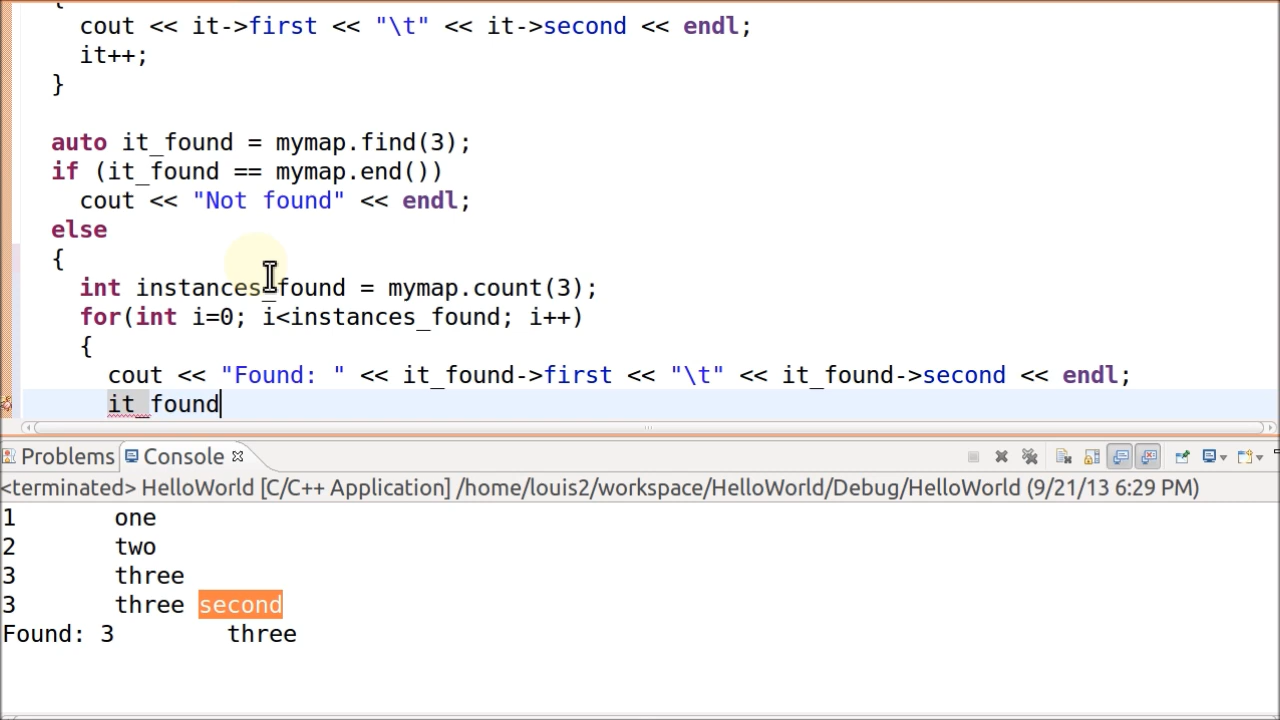 {
cout << it->first << "\t" << it->second << endl;
it++;
}
auto it_found = mymap.find(3);
if (it_found == mymap.end())
cout << "Not found" << endl;
else
{
int instances_found = mymap.count(3);
for(int i=0; i<instances_found; i++)
{
cout << "Found: " << it_found->first << "\t" << it_found->second << endl;
it_found
Problems Console
<terminated> HelloWorld [C/C++ Application] /home/louis2/workspace/HelloWorld/Debug/HelloWorld (9/21/13 6:29 PM)
1 one
2 two
3 three
3 three second
Found: 3 three